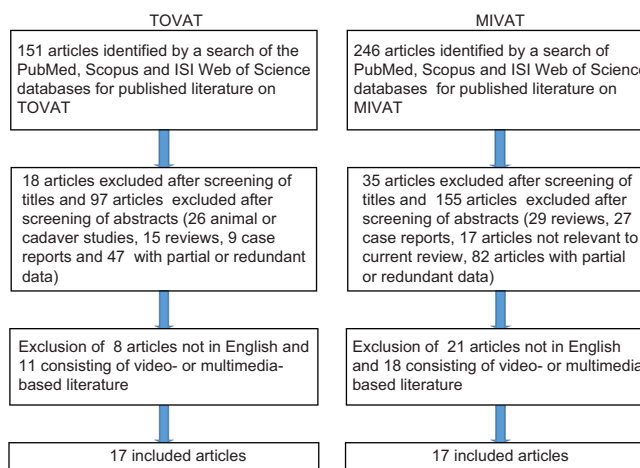 TOVAT
151 articles identified by a search of the
PubMed, Scopus and ISI Web of Science
databases for published literature on
TOVAT
18 articles excluded after screening of
titles and 97 articles excluded after
screening of abstracts (26 animal or
cadaver studies, 15 reviews, 9 case
reports and 47 with partial or redundant
data)
Exclusion of 8 articles not in English and
11 consisting of video- or multimedia-
based literature
17 included articles
MIVAT
246 articles identified by a search of
PubMed, Scopus and ISI Web of Science
databases for published literature on
MIVAT
35 articles excluded after screening of
titles and 155 articles excluded after
screening of abstracts (29 reviews, 27
case reports, 17 articles not relevant to
current review, 82 articles with partial
or redundant data)
Exclusion of 21 articles not in English
and 18 consisting of video- or multimedia-
based literature
17 included articles